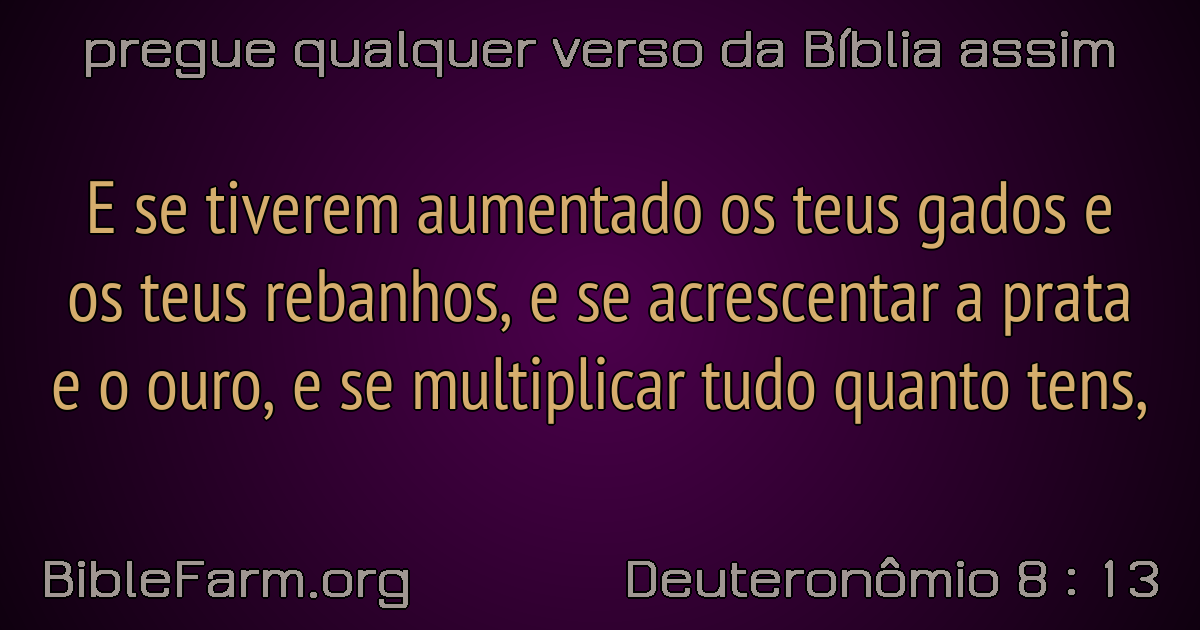 pregue qualquer verso da Bíblia assim
E se tiverem aumentado os teus gados e
os teus rebanhos, e se acrescentar a prata
e o ouro, e se multiplicar tudo quanto tens,
BibleFarm.org
Deuteronômio 8 : 13